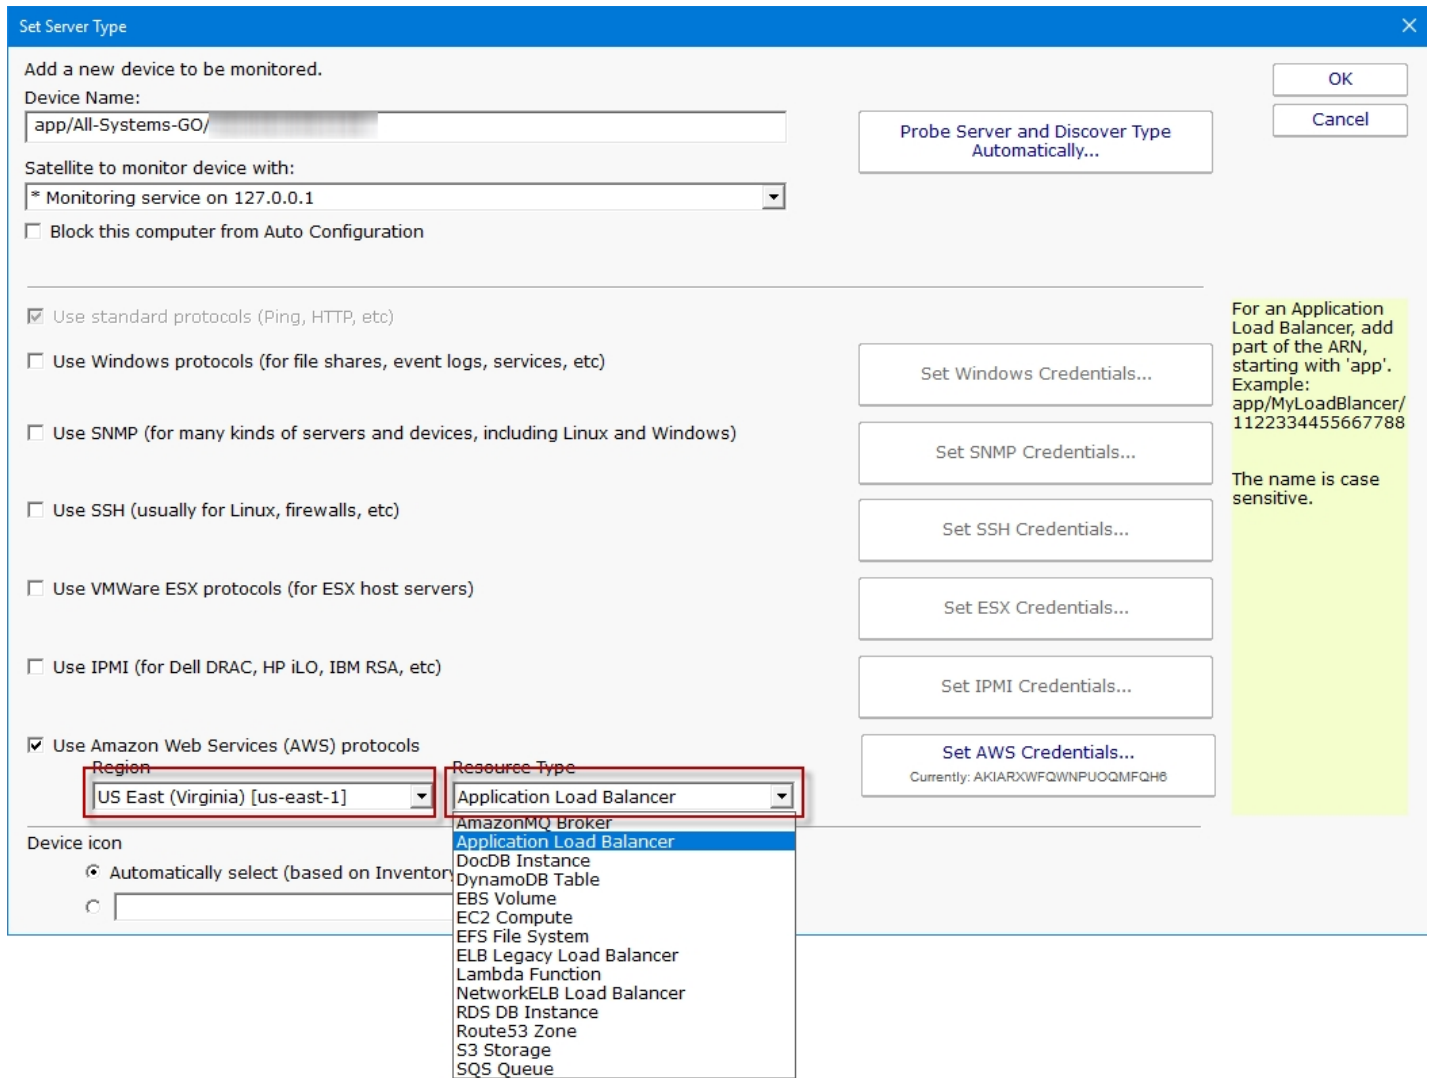 Set Server Type
Add a new device to be monitored.
Device Name:
app/All-Systems-GO/
Satellite to monitor device with:
* Monitoring service on 127.0.0.1
Block this computer from Auto Configuration
Probe Server and Discover Type
Automatically...
OK
Cancel
Use standard protocols (Ping, HTTP, etc)
Use Windows protocols (for file shares, event logs, services, etc)
Set Windows Credentials...
Use SNMP (for many kinds of servers and devices, including Linux and Windows)
Set SNMP Credentials...
Use SSH (usually for Linux, firewalls, etc)
Set SSH Credentials...
Use VMWare ESX protocols (for ESX host servers)
Set ESX Credentials...
Use IPMI (for Dell DRAC, HP iLO, IBM RSA, etc)
Set IPMI Credentials...
Use Amazon Web Services (AWS) protocols
Set AWS Credentials...
Currently: AKIARXWFQWNPUOQMFQH6
Region
Resource Type
US East (Virginia) [us-east-1]
Application Load Balancer
AmazonMQ Broker
Application Load Balancer
DocDB Instance
DynamoDB Table
EBS Volume
EC2 Compute
EFS File System
ELB Legacy Load Balancer
Lambda Function
NetworkELB Load Balancer
RDS DB Instance
Route53 Zone
S3 Storage
SQS Queue
Device icon
Automatically select (based on Inventory
For an Application
Load Balancer, add
part of the ARN,
starting with 'app'.
Example:
app/MyLoadBlancer/
1122334455667788
The name is case
sensitive.